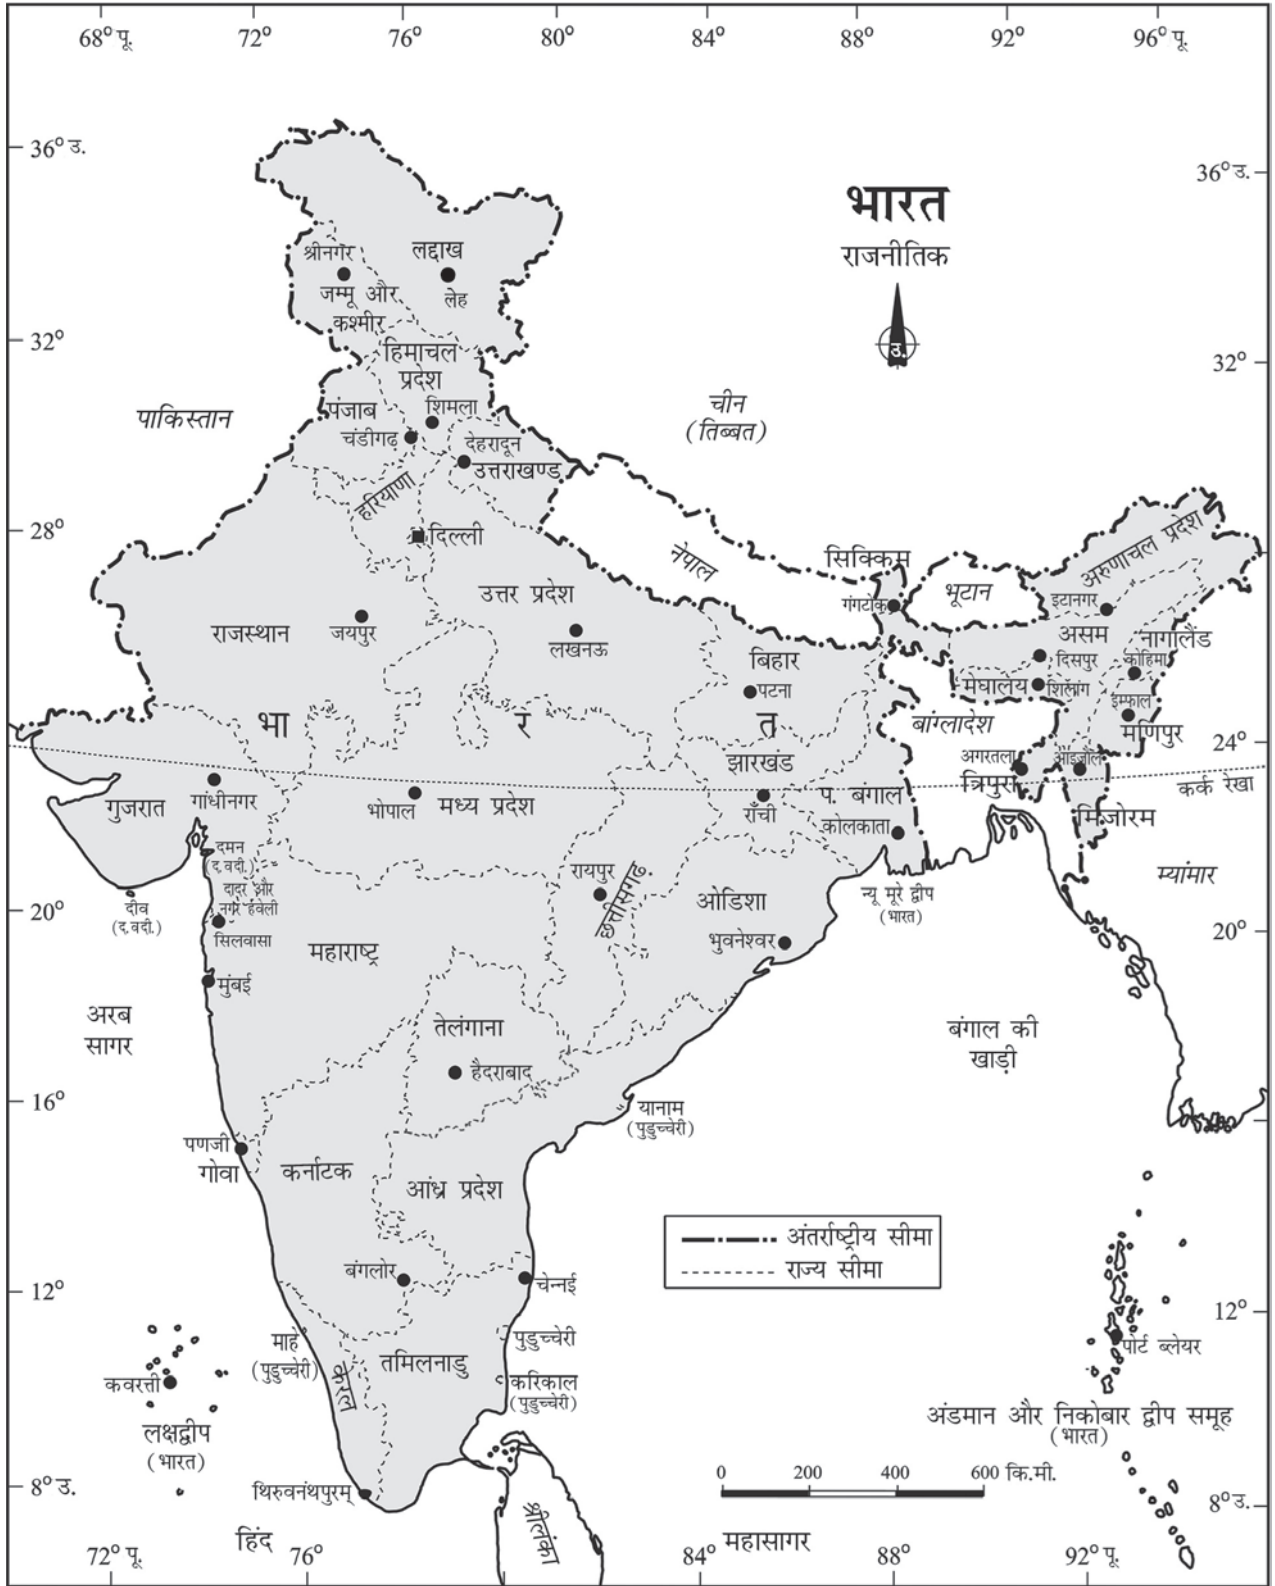 68° पू.
72°
76°
80°
84°
88°
92°
96° पू.
36° उ.
36° उ.
भारत
राजनीतिक
उ.
श्रीनगर
लद्दाख
जम्मू और
कश्मीर
लेह
32°
32°
हिमाचल
प्रदेश
पाकिस्तान
पंजाब
शिमला
चंडीगढ़
देहरादून
उत्तराखण्ड
चीन
(तिब्बत)
हरियाणा
28°
28°
दिल्ली
नेपाल
सिक्किम
गंगटोक
भूटान
अरुणाचल प्रदेश
इटानगर
उत्तर प्रदेश
राजस्थान
जयपुर
लखनऊ
बिहार
पटना
असम
दिसपुर
नागालैंड
कोहिमा
मेघालय
शिलांग
इम्फाल
मणिपुर
भा
र
त
बांग्लादेश
झारखंड
अगरतला
आइजौल
24°
कर्क रेखा
गुजरात
गांधीनगर
भोपाल
मध्य प्रदेश
राँची
प. बंगाल
कोलकाता
त्रिपुरा
मिजोरम
दमन
(द.वदी.)
दादर और
नगर हवेली
सिलवासा
दीव
(द.वदी.)
रायपुर
छत्तीसगढ़
ओडिशा
भुवनेश्वर
न्यू मूरे द्वीप
(भारत)
म्यांमार
20°
20°
महाराष्ट्र
मुंबई
अरब
सागर
तेलंगाना
हैदराबाद
बंगाल की
खाड़ी
16°
यानाम
(पुडुच्चेरी)
पणजी
गोवा
कर्नाटक
आंध्र प्रदेश
अंतर्राष्ट्रीय सीमा
राज्य सीमा
12°
12°
बंगलोर
चेन्नई
माहे
(पुडुच्चेरी)
पुडुच्चेरी
तमिलनाडु
केरल
करिकाल
(पुडुच्चेरी)
कवरत्ती
लक्षद्वीप
(भारत)
पोर्ट ब्लेयर
अंडमान और निकोबार द्वीप समूह
(भारत)
0 200 400 600 कि.मी.
8° उ.
8° उ.
थिरुवनंथपुरम्
श्रीलंका
हिंद
महासागर
72° पू.
76°
84°
88°
92° पू.